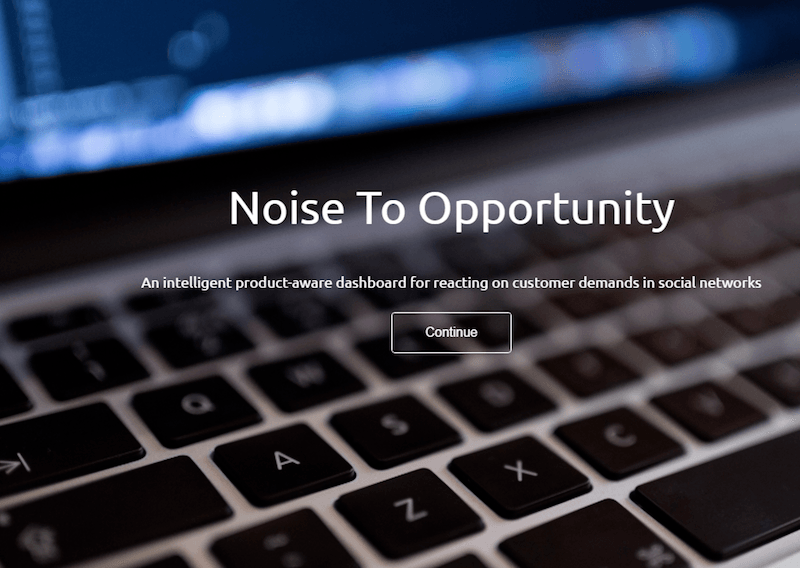 Noise To Opportunity
An intelligent product-aware dashboard for reacting on customer demands in social networks
Continue
Q W
A S D
Z X C V